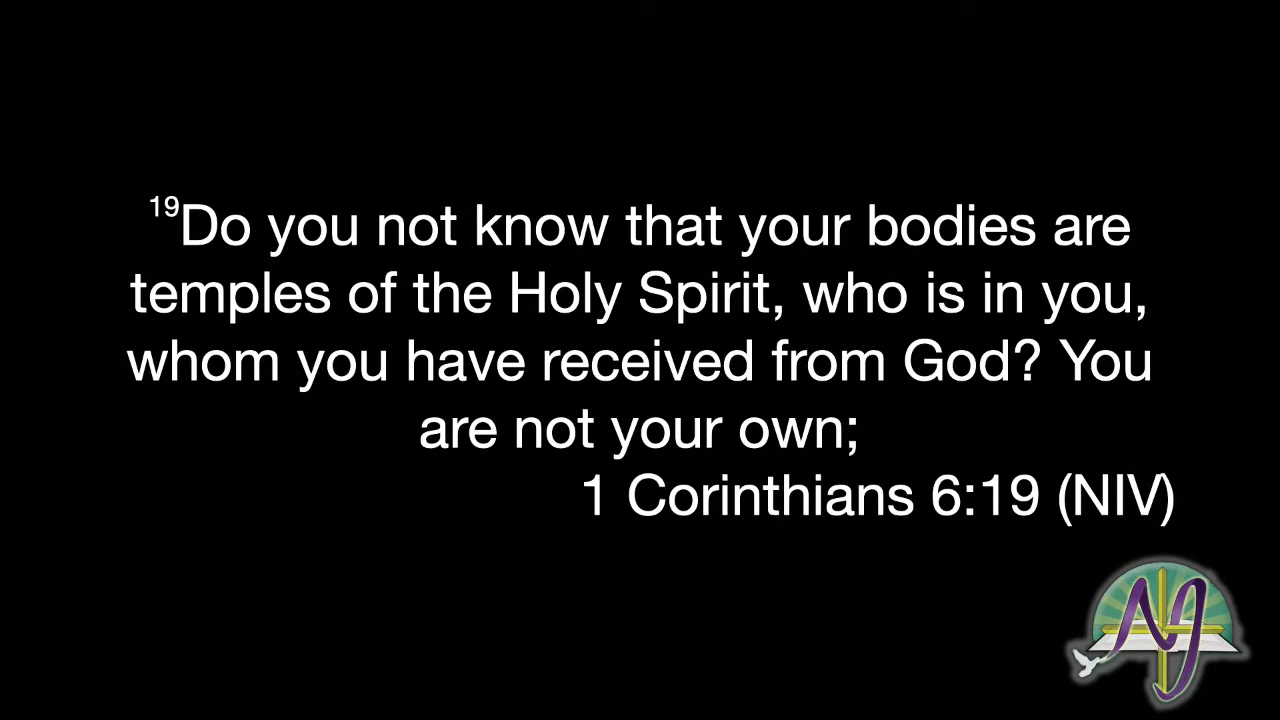 19Do you not know that your bodies are
temples of the Holy Spirit, who is in you,
whom you have received from God? You
are not your own;
1 Corinthians 6:19 (NIV)
NJ